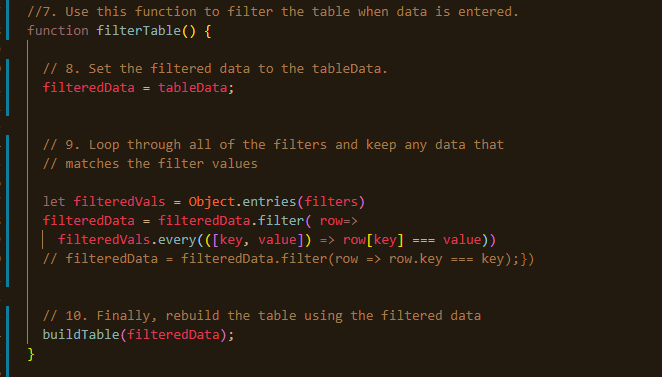 //7. Use this function to filter the table when data is entered.
function filterTable() {
// 8. Set the filtered data to the tableData.
filteredData = tableData;
// 9. Loop through all of the filters and keep any data that
// matches the filter values
let filteredVals = Object.entries(filters)
filteredData = filteredData.filter( row=>
filteredVals.every(([key, value]) => row[key] === value))
// filteredData = filteredData.filter(row => row.key === key);})
// 10. Finally, rebuild the table using the filtered data
buildTable(filteredData);
}